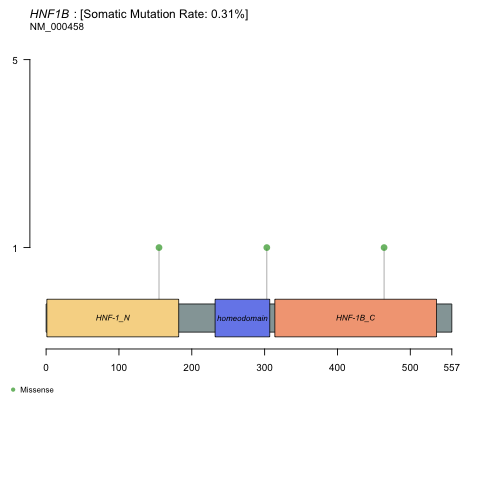 HNF1B : [Somatic Mutation Rate: 0.31%]
NM_000458
5
1
HNF-1_N
homeodomain
HNF-1B_C
0 100 200 300 400 500 557
Missense